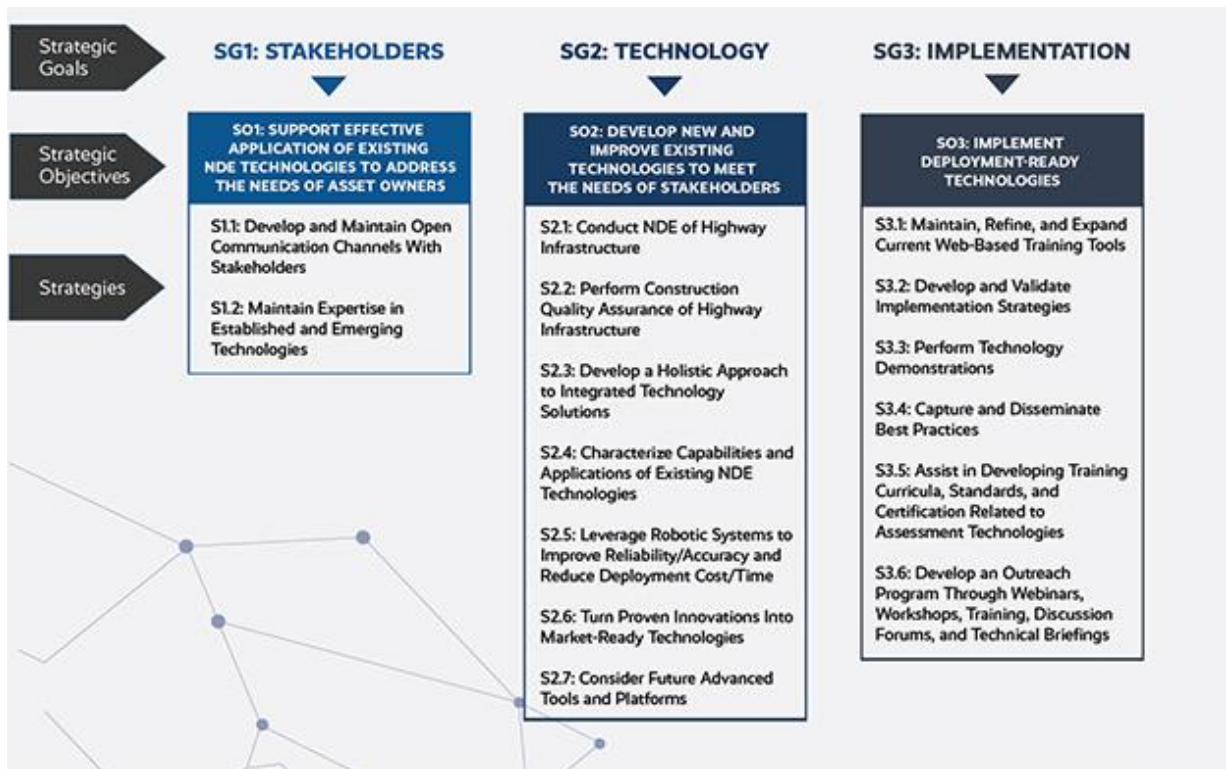 Strategic
Goals
SG1: STAKEHOLDERS
SG2: TECHNOLOGY
SG3: IMPLEMENTATION
Strategic
Objectives
SO1: SUPPORT EFFECTIVE
APPLICATION OF EXISTING
NDE TECHNOLOGIES TO ADDRESS
THE NEEDS OF ASSET OWNERS
SO2: DEVELOP NEW AND
IMPROVE EXISTING
TECHNOLOGIES TO MEET
THE NEEDS OF STAKEHOLDERS
SO3: IMPLEMENT
DEPLOYMENT-READY
TECHNOLOGIES
Strategies
S1.1: Develop and Maintain Open
Communication Channels With
Stakeholders
S1.2: Maintain Expertise in
Established and Emerging
Technologies
S2.1: Conduct NDE of Highway
Infrastructure
S2.2: Perform Construction
Quality Assurance of Highway
Infrastructure
S2.3: Develop a Holistic Approach
to Integrated Technology
Solutions
S2.4: Characterize Capabilities and
Applications of Existing NDE
Technologies
S2.5: Leverage Robotic Systems to
Improve Reliability/Accuracy and
Reduce Deployment Cost/Time
S2.6: Turn Proven Innovations Into
Market-Ready Technologies
S2.7: Consider Future Advanced
Tools and Platforms
S3.1: Maintain, Refine, and Expand
Current Web-Based Training Tools
S3.2: Develop and Validate
Implementation Strategies
S3.3: Perform Technology
Demonstrations
S3.4: Capture and Disseminate
Best Practices
S3.5: Assist in Developing Training
Curricula, Standards, and
Certification Related to
Assessment Technologies
S3.6: Develop an Outreach
Program Through Webinars,
Workshops, Training, Discussion
Forums, and Technical Briefings